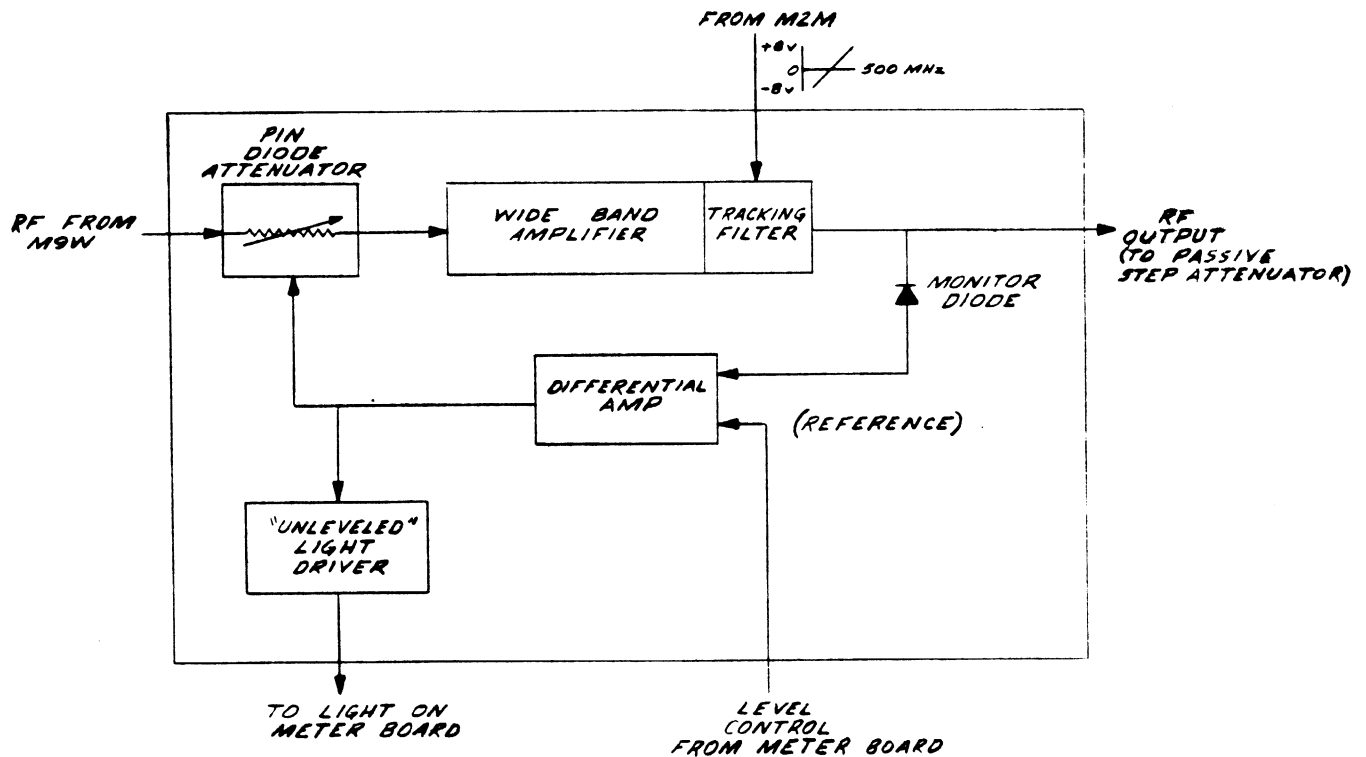 FROM M2M
+8v
0
-8v
500 MHz
PIN
DIODE
ATTENUATOR
RF FROM
M9W
WIDE BAND
AMPLIFIER
TRACKING
FILTER
RF
OUTPUT
(TO PASSIVE
STEP ATTENUATOR)
MONITOR
DIODE
DIFFERENTIAL
AMP
(REFERENCE)
"UNLEVELED"
LIGHT
DRIVER
TO LIGHT ON
METER BOARD
LEVEL
CONTROL
FROM METER BOARD